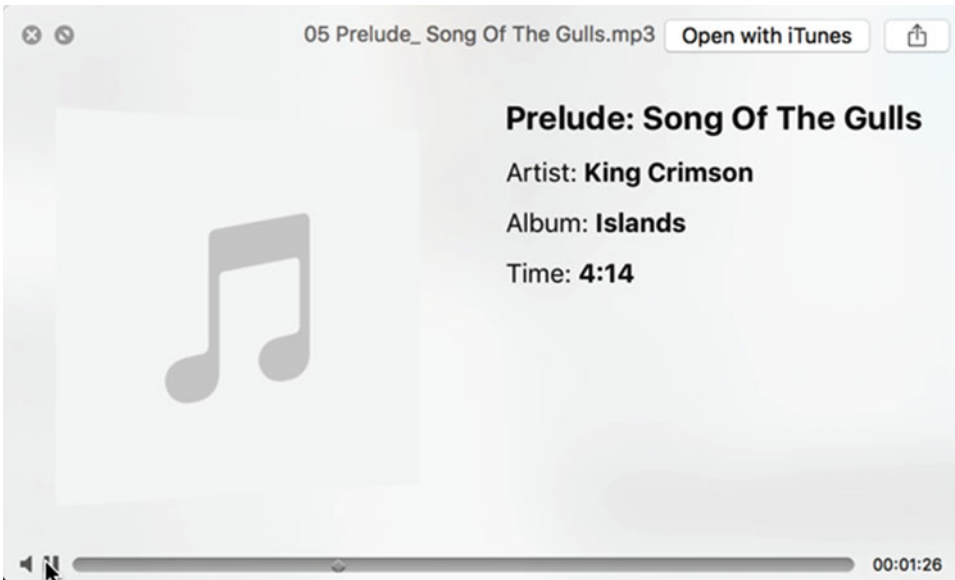 05 Prelude_ Song Of The Gulls.mp3 Open with iTunes
Prelude: Song Of The Gulls
Artist: King Crimson
Album: Islands
Time: 4:14
00:01:26